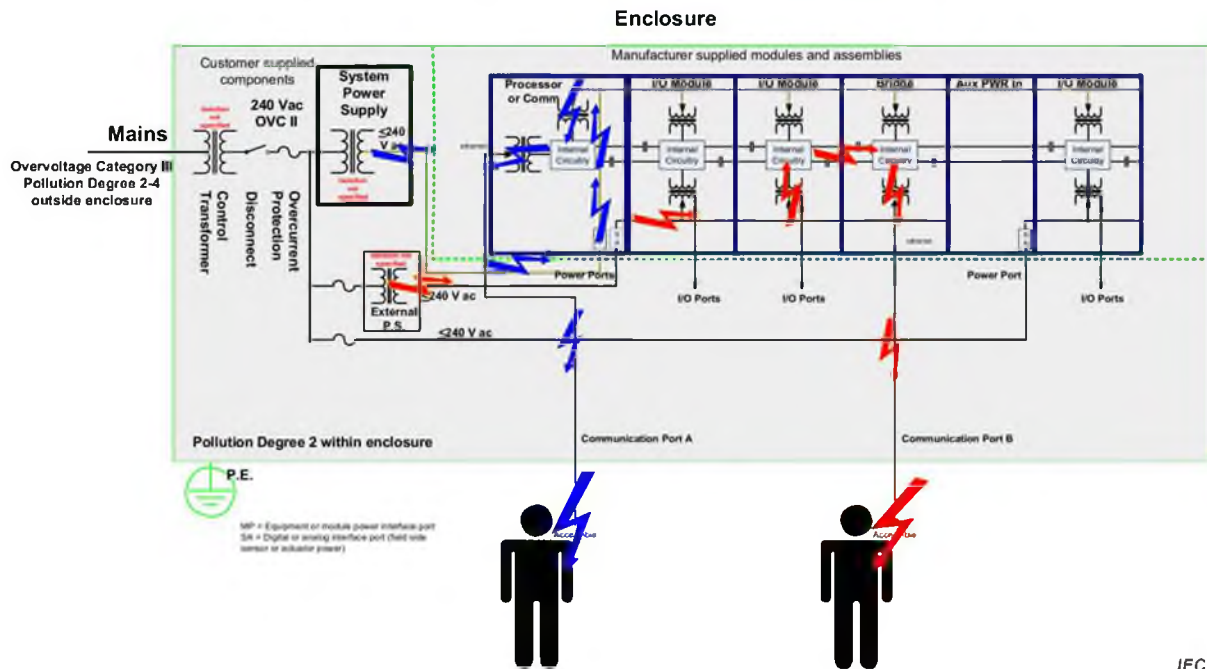 Enclosure
Manufacturer supplied modules and assemblies
Customer supplied
components
240 Vac
OVC II
System
Power
Supply
≤240
V ac
Processor
or Comm
I/O Module
I/O Module
Bridge
Aux PWR In
I/O Module
Internal
Circuitry
Internal
Circuitry
Internal
Circuitry
Internal
Circuitry
Internal
Circuitry
Mains
Overvoltage Category III
Pollution Degree 2-4
outside enclosure
Control
Transformer
Disconnect
Overcurrent
Protection
External
P.S.
≤240 V ac
≤240 V ac
Power Ports
I/O Ports
I/O Ports
Power Port
I/O Ports
Pollution Degree 2 within enclosure
Communication Port A
Communication Port B
P.E.
MP = Equipment or module power interface port
SA = Digital or analog interface port (field side
sensor or actuator power)
IEC